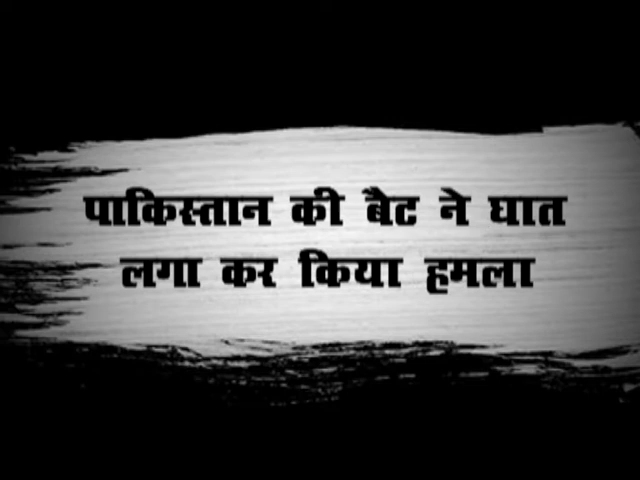 पाकिस्तान की बैट ने घात
लगा कर किया हमला